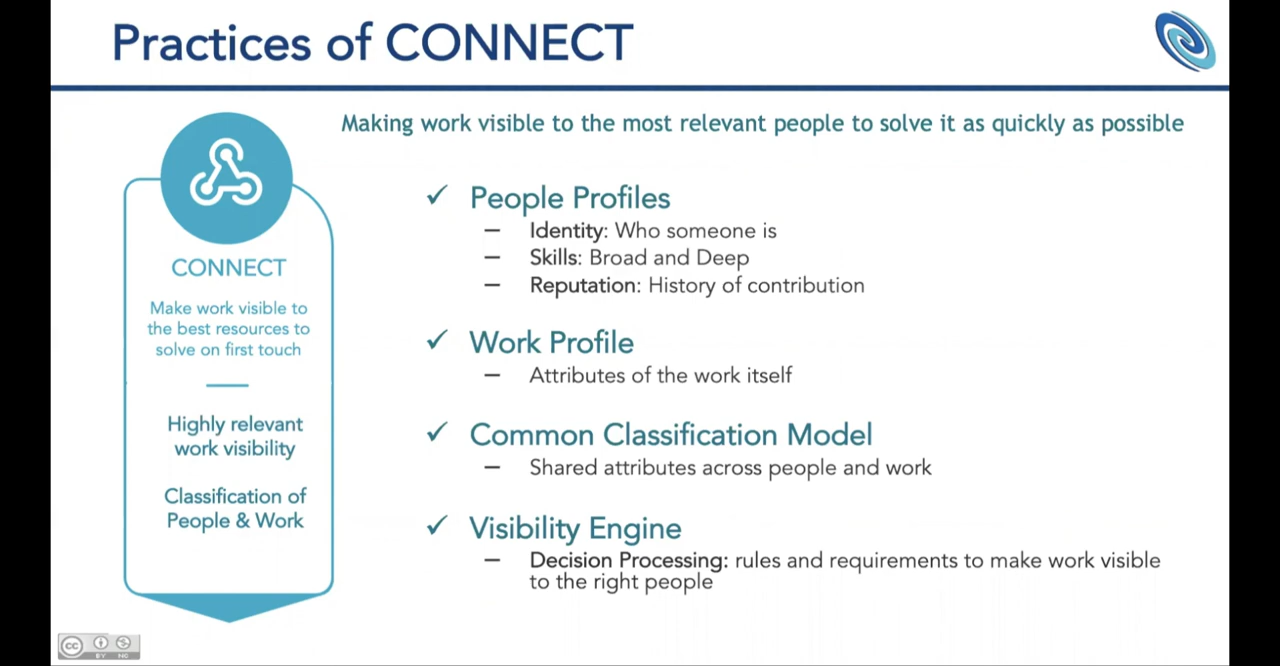 Practices of CONNECT
Making work visible to the most relevant people to solve it as quickly as possible
CONNECT
Make work visible to
the best resources to
solve on first touch
Highly relevant
work visibility
Classification of
People & Work
✓ People Profiles
– Identity: Who someone is
– Skills: Broad and Deep
– Reputation: History of contribution
✓ Work Profile
– Attributes of the work itself
✓ Common Classification Model
– Shared attributes across people and work
✓ Visibility Engine
– Decision Processing: rules and requirements to make work visible
to the right people
cc
BY NC